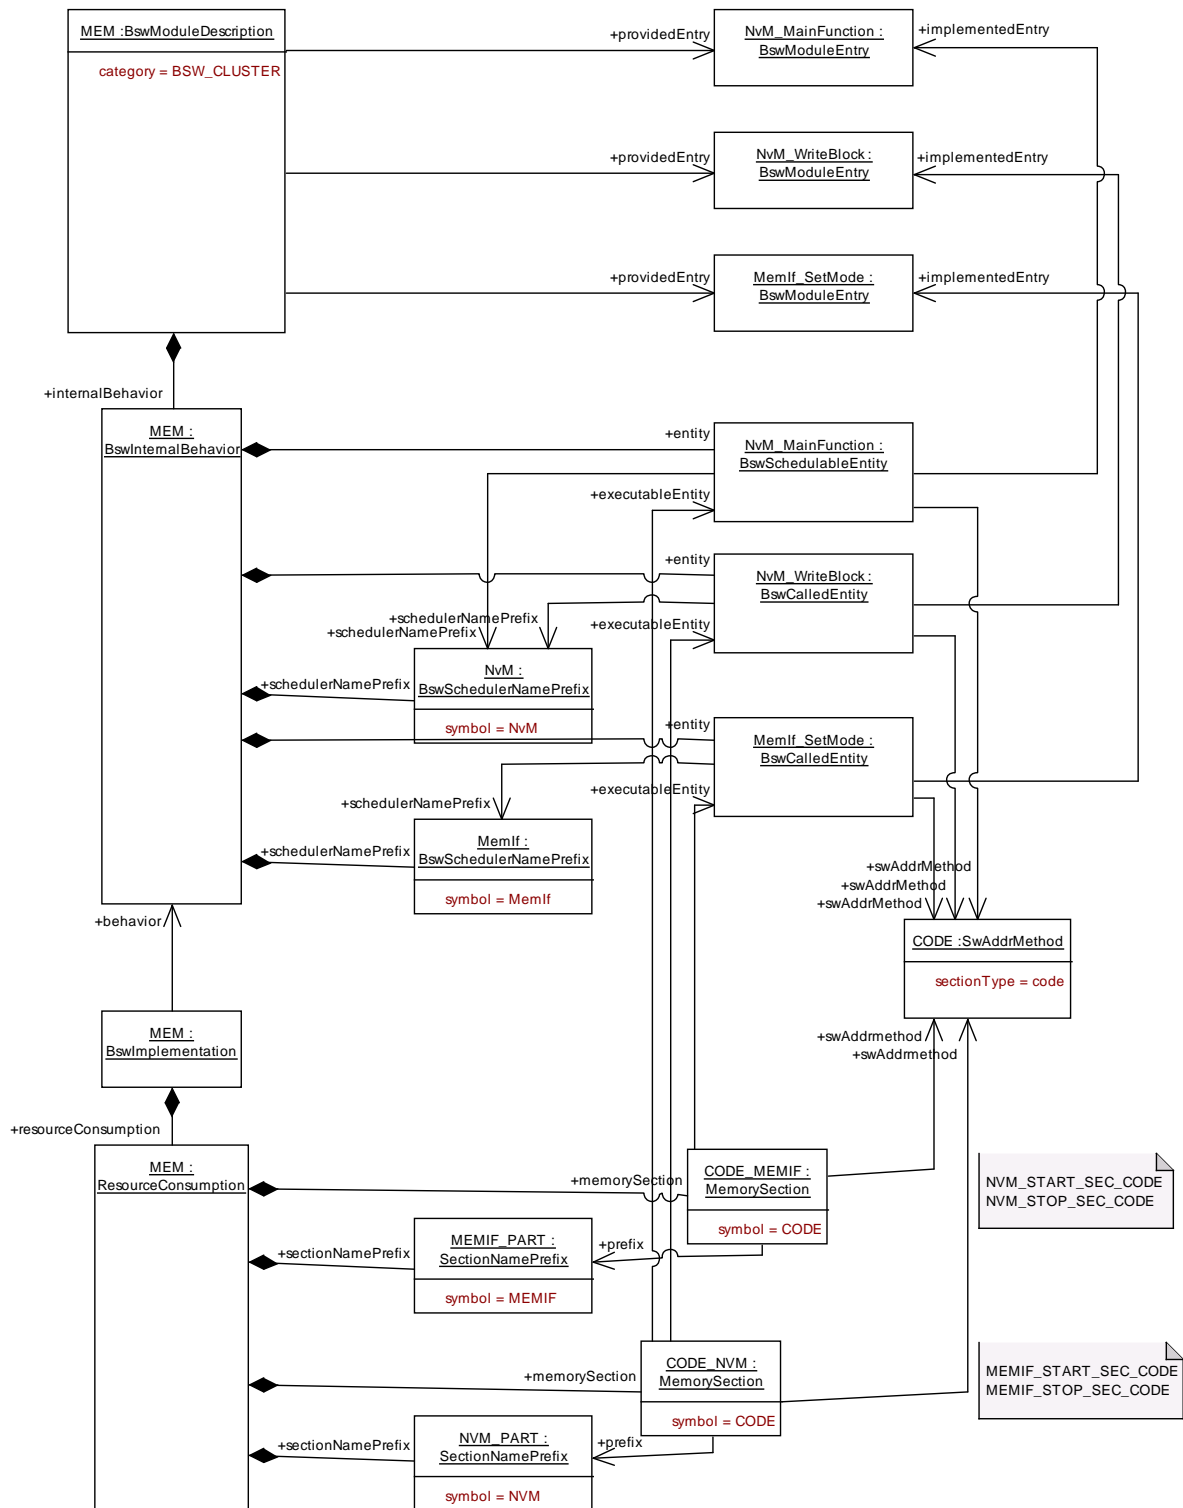 MEM :BswModuleDescription
category = BSW_CLUSTER
+providedEntry
NvM_MainFunction :
BswModuleEntry
+implementedEntry
+providedEntry
NvM_WriteBlock :
BswModuleEntry
+implementedEntry
+providedEntry
MemIf_SetMode :
BswModuleEntry
+implementedEntry
+internalBehavior
MEM :
BswInternalBehavior
+entity
NvM_MainFunction :
BswSchedulableEntity
+executableEntity
+entity
NvM_WriteBlock :
BswCalledEntity
+schedulerNamePrefix
+schedulerNamePrefix
+executableEntity
+schedulerNamePrefix
NvM :
BswSchedulerNamePrefix
symbol = NvM
+entity
MemIf_SetMode :
BswCalledEntity
+executableEntity
+schedulerNamePrefix
+schedulerNamePrefix
MemIf :
BswSchedulerNamePrefix
symbol = MemIf
+swAddrMethod
+swAddrMethod
+swAddrMethod
+behavior
CODE :SwAddrMethod
sectionType = code
MEM :
BswImplementation
+swAddrmethod
+swAddrmethod
+resourceConsumption
MEM :
ResourceConsumption
+memorySection
CODE_MEMIF :
MemorySection
symbol = CODE
NVM_START_SEC_CODE
NVM_STOP_SEC_CODE
+sectionNamePrefix
MEMIF_PART :
SectionNamePrefix
symbol = MEMIF
+prefix
+memorySection
CODE_NVM :
MemorySection
symbol = CODE
MEMIF_START_SEC_CODE
MEMIF_STOP_SEC_CODE
+sectionNamePrefix
NVM_PART :
SectionNamePrefix
symbol = NVM
+prefix